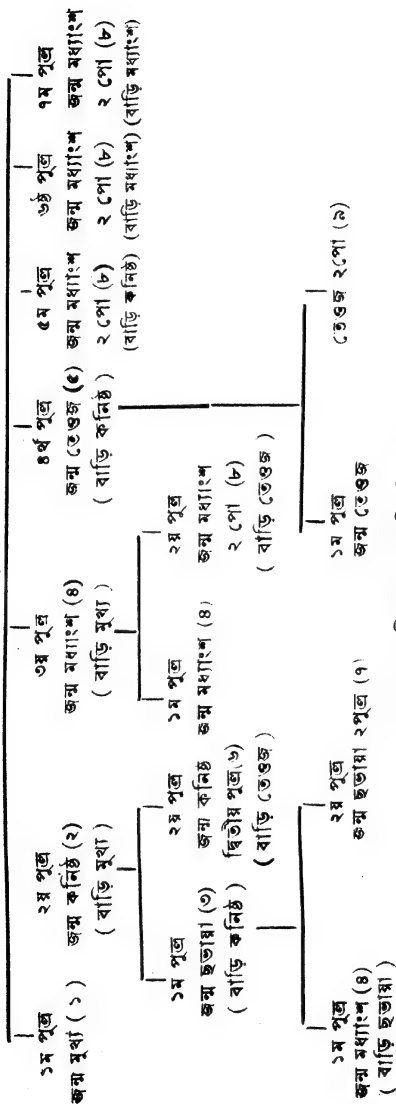 ১ম পুত্র
জন্ম মুখ্য (১)
২য় পুত্র
জন্ম কনিষ্ঠ (২)
(বাড়ি মুখ্য)
৩য় পুত্র
জন্ম মধ্যাংশ (৪)
(বাড়ি মুখ্য)
৪র্থ পুত্র
জন্ম তেওজ (৫)
(বাড়ি কনিষ্ঠ)
৫ম পুত্র
জন্ম মধ্যাংশ
২ পো (৮)
(বাড়ি কনিষ্ঠ)
৬ষ্ঠ পুত্র
জন্ম মধ্যাংশ
২ পো (৮)
(বাড়ি মধ্যাংশ)
৭ম পুত্র
জন্ম মধ্যাংশ
২ পো (৮)
(বাড়ি মধ্যাংশ)
১ম পুত্র
জন্ম ছভায়া (৩)
(বাড়ি কনিষ্ঠ)
২য় পুত্র
জন্ম কনিষ্ঠ
দ্বিতীয় পুত্র (৬)
(বাড়ি তেওজ)
১ম পুত্র
জন্ম মধ্যাংশ (৪)
২য় পুত্র
জন্ম মধ্যাংশ
২ পো (৮)
(বাড়ি তেওজ)
১ম পুত্র
জন্ম মধ্যাংশ (৪)
(বাড়ি ছভায়া)
২য় পুত্র
জন্ম ছভায়া ২পুত্র (৭)
১ম পুত্র
জন্ম তেওজ
তেওজ ২পো (৯)